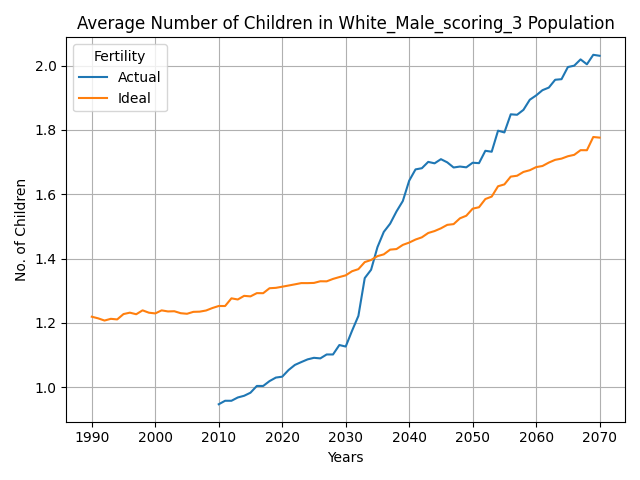 Average Number of Children in White_Male_scoring_3 Population
Fertility
Actual
Ideal
No. of Children
2.0
1.8
1.6
1.4
1.2
1.0
1990 2000 2010 2020 2030 2040 2050 2060 2070
Years